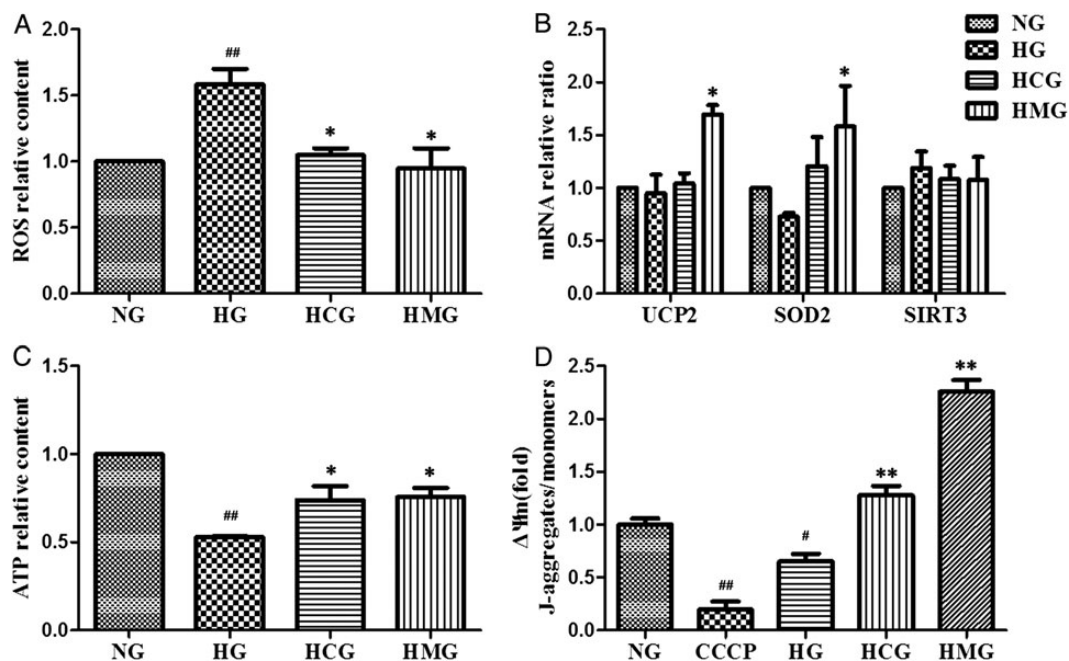 A
ROS relative content
2.0
1.5
1.0
0.5
0.0
##
*
*
NG
HG
HCG
HMG
B
mRNA relative ratio
2.5
2.0
1.5
1.0
0.5
0.0
*
*
UCP2
SOD2
SIRT3
NG
HG
HCG
HMG
C
ATP relative content
1.5
1.0
0.5
0.0
##
*
*
NG
HG
HCG
HMG
D
ΔΨm(fold)
J-aggregates/monomers
2.5
2.0
1.5
1.0
0.5
0.0
##
#
**
**
NG
CCCP
HG
HCG
HMG